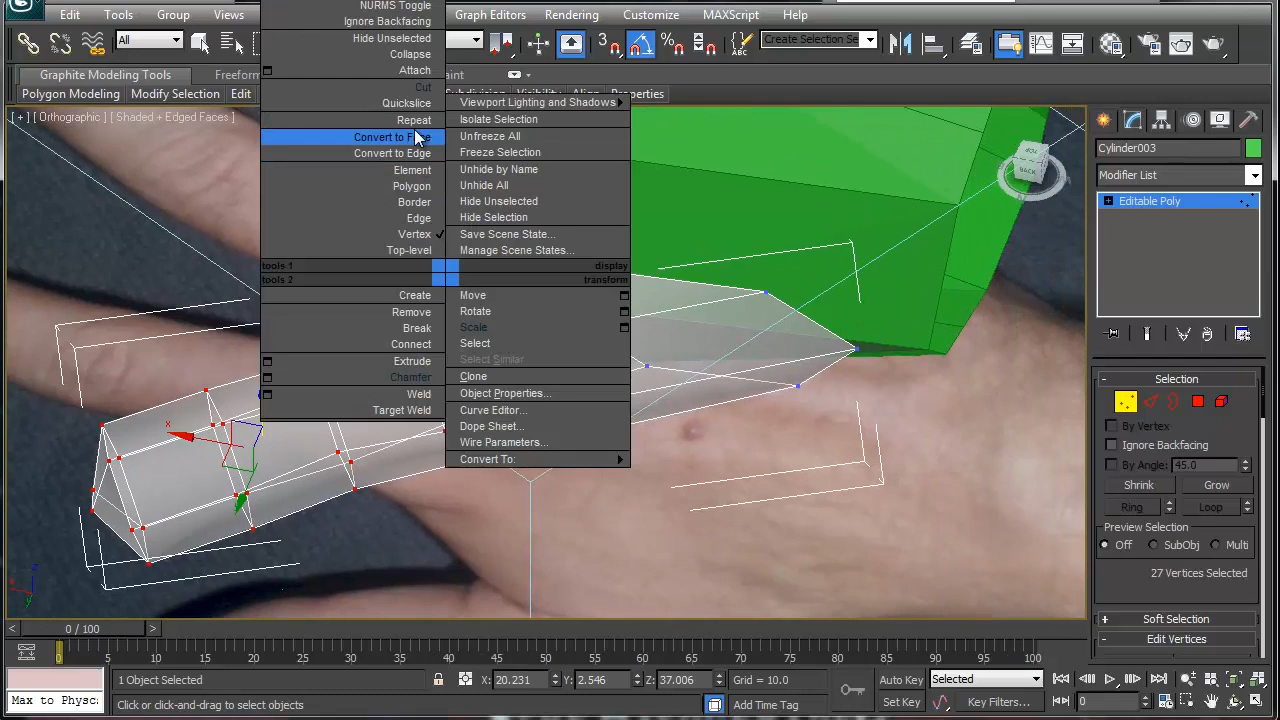 Edit Tools Group Views Graph Editors Rendering Customize MAXScript Help
All
Create Selection Se
Graphite Modeling Tools Freeform
Polygon Modeling Modify Selection Edit Subdivision Align Properties
[ + ] [ Orthographic ] [ Shaded + Edged Faces ]
NURMS Toggle
Ignore Backfacing
Hide Unselected
Collapse
Attach
Cut
Quickslice
Repeat
Convert to Face
Convert to Edge
Element
Polygon
Border
Edge
Vertex
Top-level
tools 1
tools 2
Create
Remove
Break
Connect
Extrude
Chamfer
Weld
Target Weld
Viewport Lighting and Shadows
Isolate Selection
Unfreeze All
Freeze Selection
Unhide by Name
Unhide All
Hide Unselected
Hide Selection
Save Scene State...
Manage Scene States...
display
transform
Move
Rotate
Scale
Select
Select Similar
Clone
Object Properties...
Curve Editor...
Dope Sheet...
Wire Parameters...
Convert To:
TOP
BACK
x
z
y
Cylinder003
Modifier List
Editable Poly
- Selection
By Vertex
Ignore Backfacing
By Angle: 45.0
Shrink Grow
Ring Loop
Preview Selection
Off SubObj Multi
27 Vertices Selected
+ Soft Selection
- Edit Vertices
< 0 / 100 >
0 5 10 15 20 25 30 35 40 45 50 55 60 65 70 75 80 85 90 95 100
1 Object Selected X: 20.231 Y: 2.546 Z: 37.006 Grid = 10.0 Auto Key Selected
Max to Physc Click or click-and-drag to select objects Add Time Tag Set Key Key Filters... 0